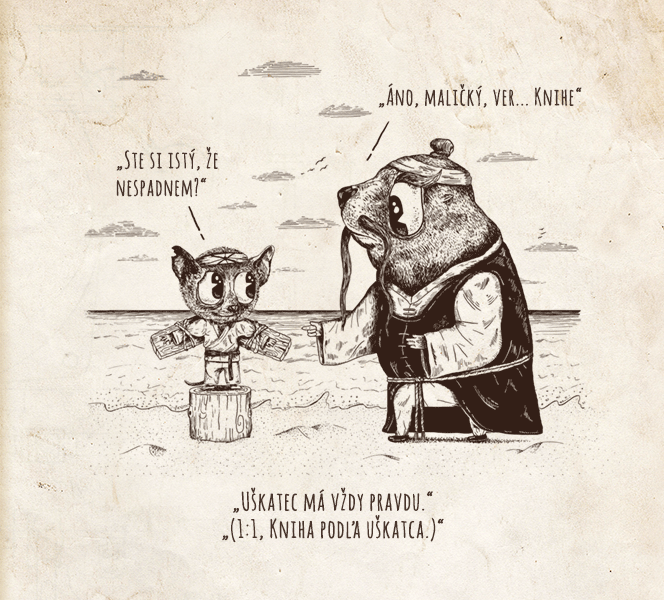 „Áno, maličký, ver... Knihe“
„Ste si istý, že
nespadnem?“
„Uškatec má vždy pravdu.“
„(1:1, Kniha podľa uškatca.)“